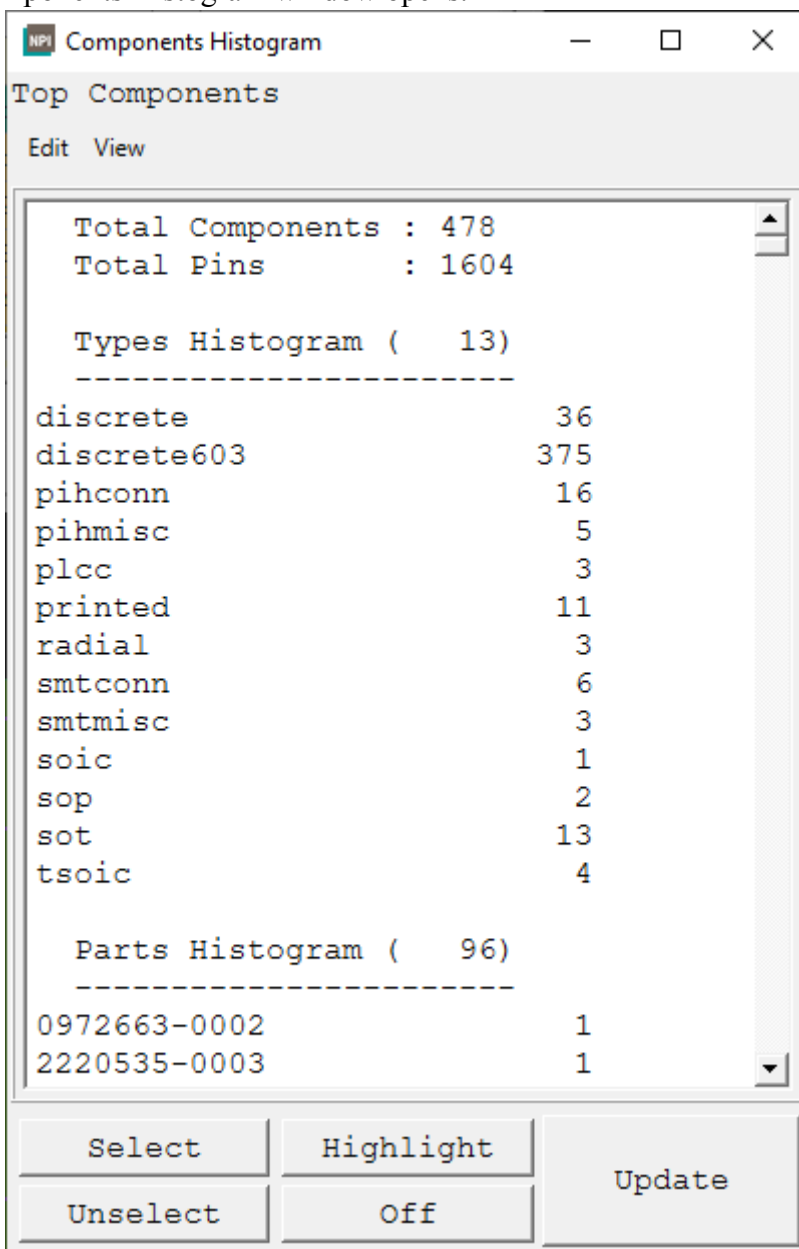 NPI Components Histogram
Top Components
Edit View
Total Components : 478
Total Pins : 1604
Types Histogram ( 13)
-----------------------
discrete 36
discrete603 375
pihconn 16
pihmisc 5
plcc 3
printed 11
radial 3
smtconn 6
smtmisc 3
soic 1
sop 2
sot 13
tsoic 4
Parts Histogram ( 96)
-----------------------
0972663-0002 1
2220535-0003 1
Select Highlight
Update
Unselect Off